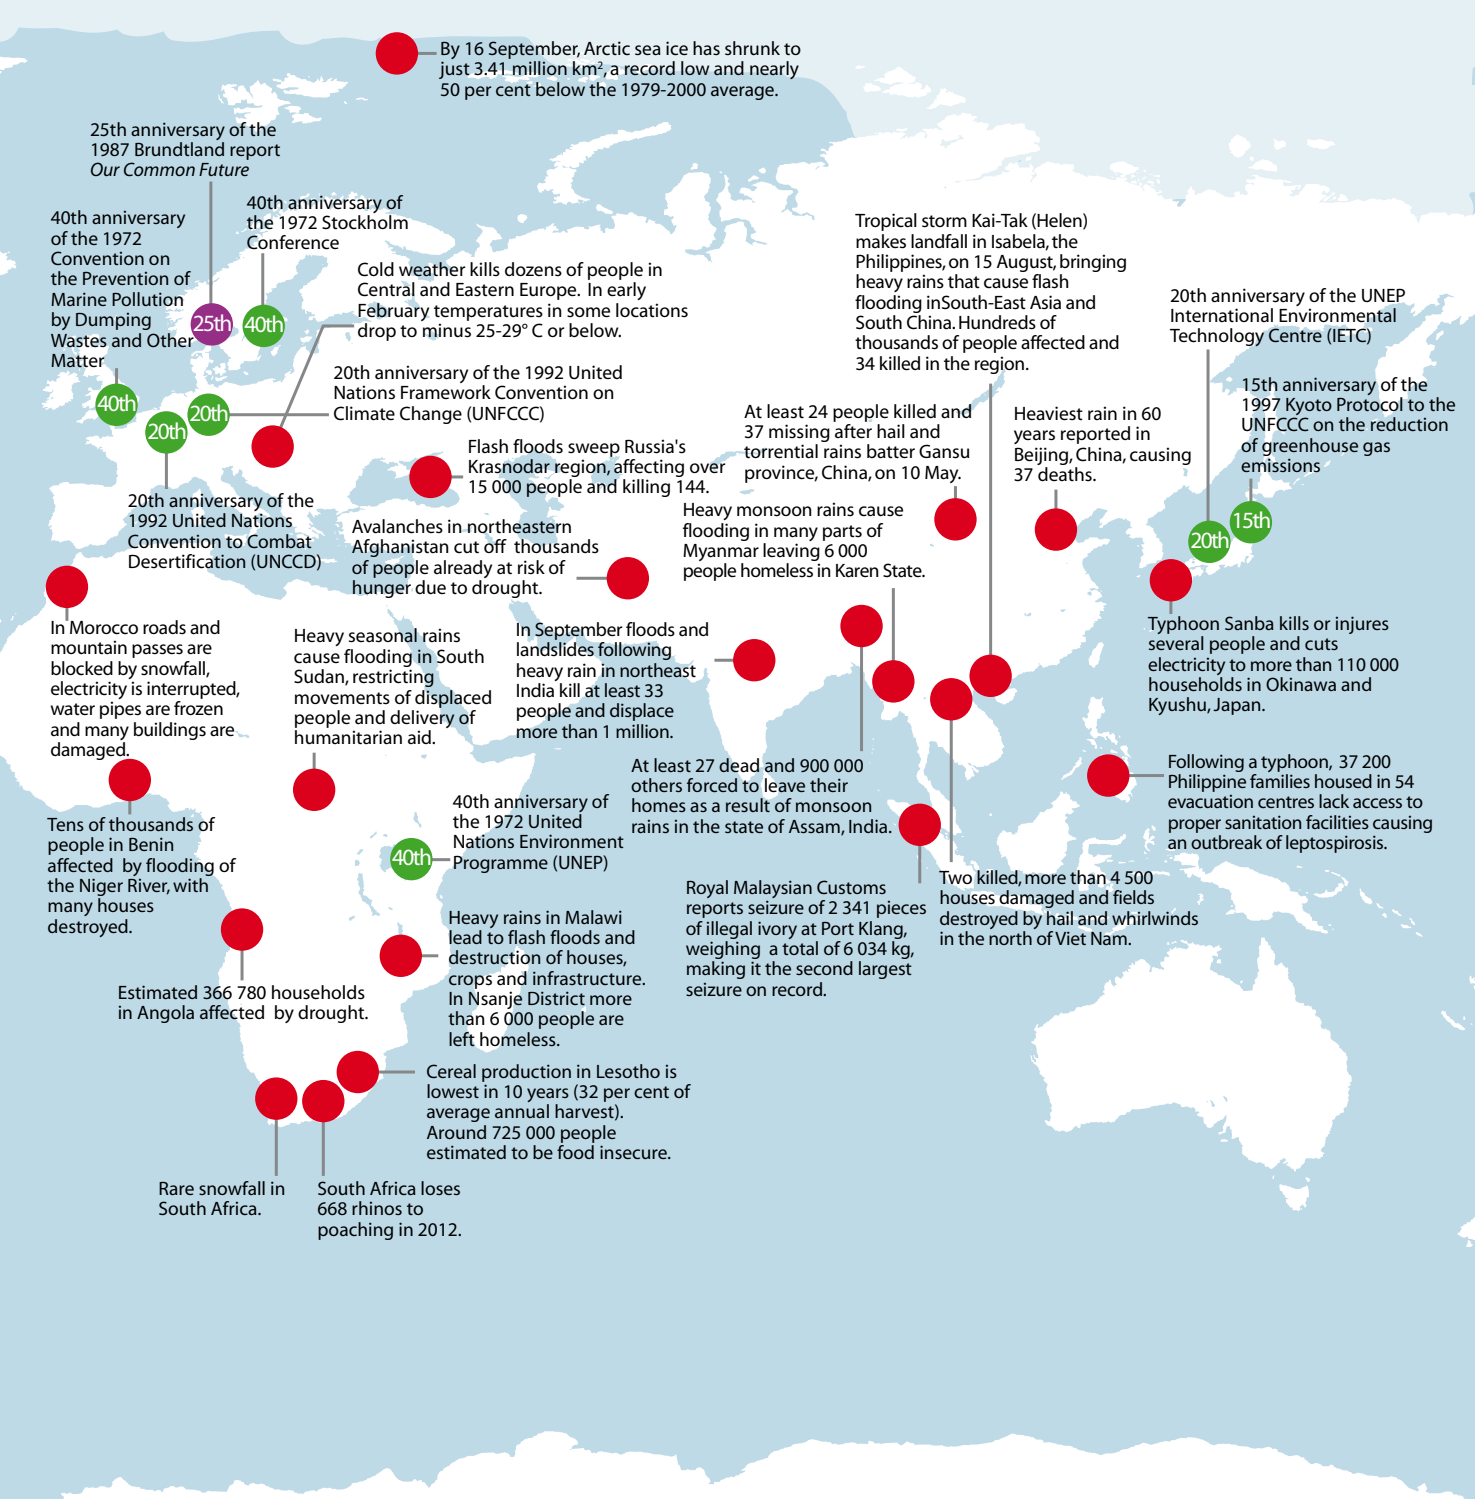 By 16 September, Arctic sea ice has shrunk to
just 3.41 million km², a record low and nearly
50 per cent below the 1979-2000 average.
25th anniversary of the
1987 Brundtland report
Our Common Future
40th anniversary
of the 1972
Convention on
the Prevention of
Marine Pollution
by Dumping
Wastes and Other
Matter
40th anniversary of
the 1972 Stockholm
Conference
25th
40th
Cold weather kills dozens of people in
Central and Eastern Europe. In early
February temperatures in some locations
drop to minus 25-29° C or below.
Tropical storm Kai-Tak (Helen)
makes landfall in Isabela, the
Philippines, on 15 August, bringing
heavy rains that cause flash
flooding inSouth-East Asia and
South China. Hundreds of
thousands of people affected and
34 killed in the region.
20th anniversary of the UNEP
International Environmental
Technology Centre (IETC)
15th anniversary of the
1997 Kyoto Protocol to the
UNFCCC on the reduction
of greenhouse gas
emissions
40th
20th
20th
20th anniversary of the 1992 United
Nations Framework Convention on
Climate Change (UNFCCC)
At least 24 people killed and
37 missing after hail and
torrential rains batter Gansu
province, China, on 10 May.
Heaviest rain in 60
years reported in
Beijing, China, causing
37 deaths.
Flash floods sweep Russia's
Krasnodar region, affecting over
15 000 people and killing 144.
20th anniversary of the
1992 United Nations
Convention to Combat
Desertification (UNCCD)
Avalanches in northeastern
Afghanistan cut off thousands
of people already at risk of
hunger due to drought.
Heavy monsoon rains cause
flooding in many parts of
Myanmar leaving 6 000
people homeless in Karen State.
20th
15th
In Morocco roads and
mountain passes are
blocked by snowfall,
electricity is interrupted,
water pipes are frozen
and many buildings are
damaged.
Heavy seasonal rains
cause flooding in South
Sudan, restricting
movements of displaced
people and delivery of
humanitarian aid.
In September floods and
landslides following
heavy rain in northeast
India kill at least 33
people and displace
more than 1 million.
Typhoon Sanba kills or injures
several people and cuts
electricity to more than 110 000
households in Okinawa and
Kyushu, Japan.
At least 27 dead and 900 000
others forced to leave their
homes as a result of monsoon
rains in the state of Assam, India.
Following a typhoon, 37 200
Philippine families housed in 54
evacuation centres lack access to
proper sanitation facilities causing
an outbreak of leptospirosis.
Tens of thousands of
people in Benin
affected by flooding of
the Niger River, with
many houses
destroyed.
40th
40th anniversary of
the 1972 United
Nations Environment
Programme (UNEP)
Royal Malaysian Customs
reports seizure of 2 341 pieces
of illegal ivory at Port Klang,
weighing a total of 6 034 kg,
making it the second largest
seizure on record.
Two killed, more than 4 500
houses damaged and fields
destroyed by hail and whirlwinds
in the north of Viet Nam.
Heavy rains in Malawi
lead to flash floods and
destruction of houses,
crops and infrastructure.
In Nsanje District more
than 6 000 people are
left homeless.
Estimated 366 780 households
in Angola affected by drought.
Cereal production in Lesotho is
lowest in 10 years (32 per cent of
average annual harvest).
Around 725 000 people
estimated to be food insecure.
Rare snowfall in
South Africa.
South Africa loses
668 rhinos to
poaching in 2012.